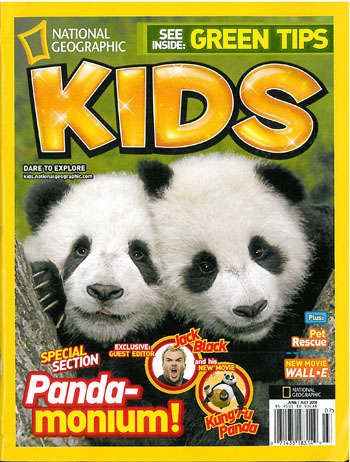 NATIONAL GEOGRAPHIC
SEE INSIDE: GREEN TIPS
KIDS
DARE TO EXPLORE
kids.nationalgeographic.com
SPECIAL SECTION
Panda-
monium!
EXCLUSIVE:
GUEST EDITOR
Jack Black
and his
NEW MOVIE
Kung Fu
Panda
Plus:
Pet
Rescue
NEW MOVIE
WALL•E
NATIONAL GEOGRAPHIC
JUNE / JULY 2008